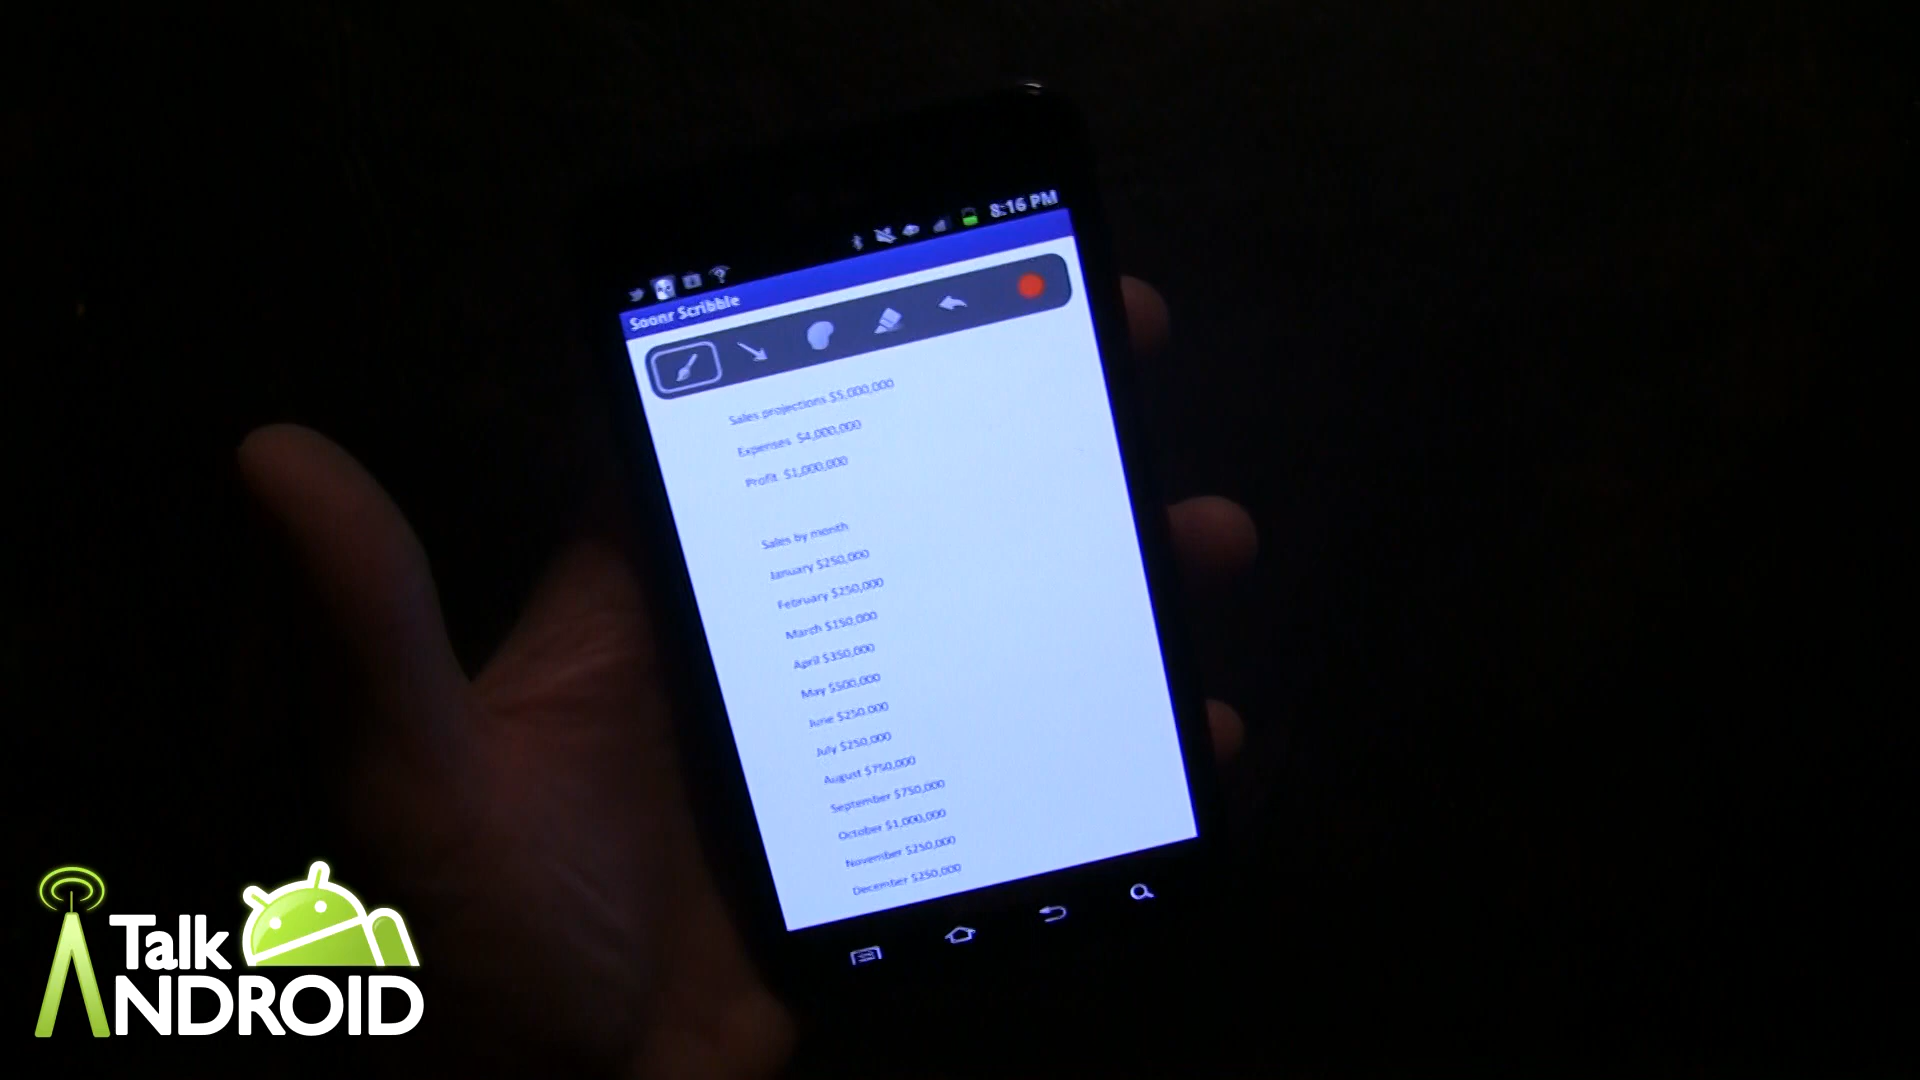 8:16 PM
Soonr Scribble
Sales projections $5,000,000
Expenses $4,000,000
Profit $1,000,000
Sales by month
January $250,000
February $250,000
March $150,000
April $350,000
May $500,000
June $250,000
July $250,000
August $750,000
September $750,000
October $1,000,000
November $250,000
December $250,000
Talk
ANDROID